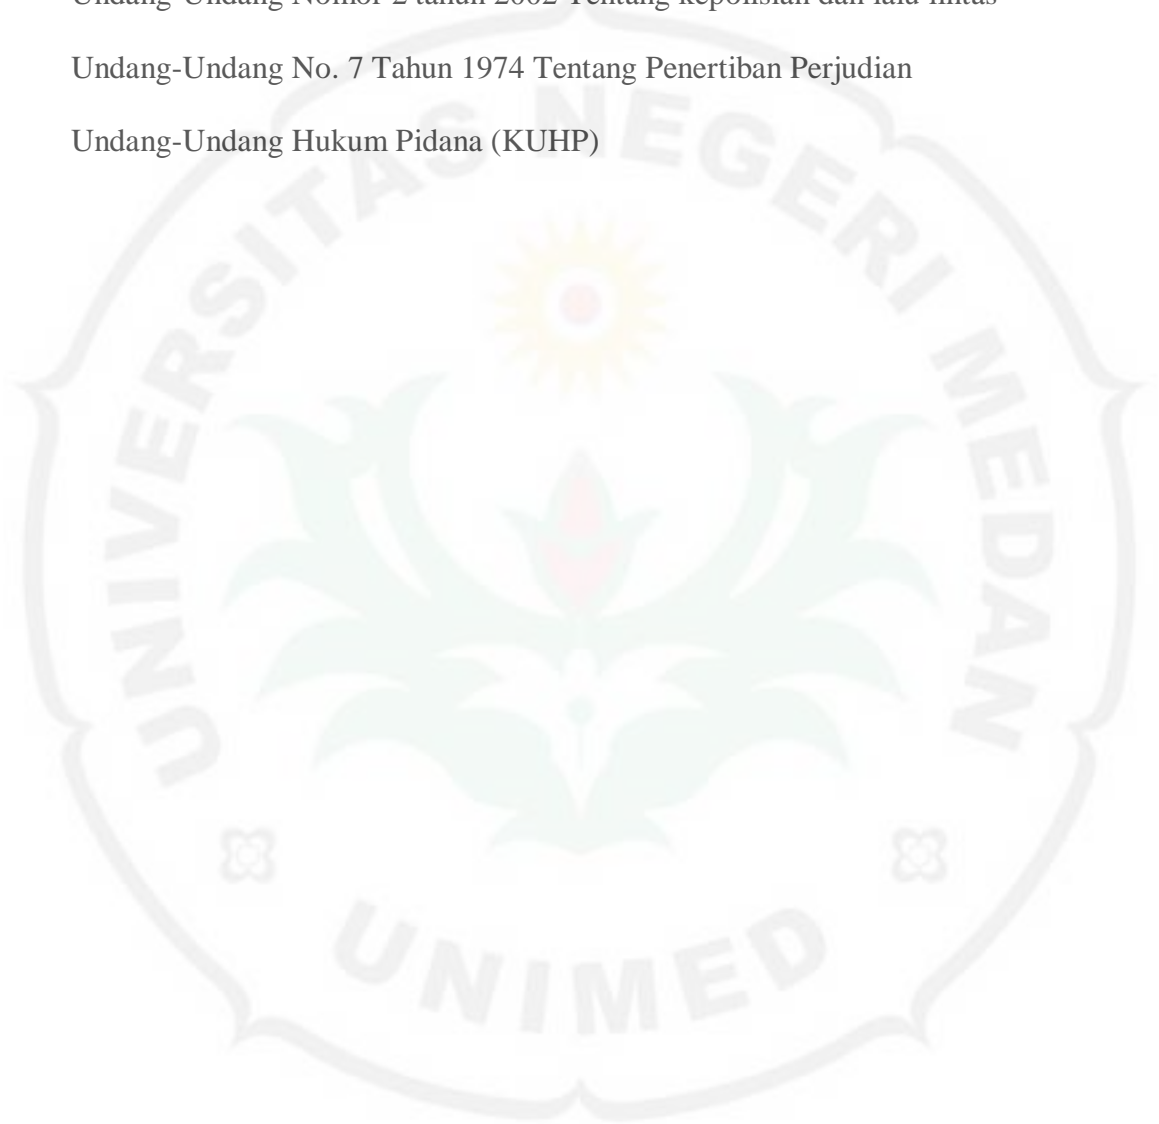 Undang-Undang Nomor 2 tahun 2002 Tentang kepolisian dan lalu-lintas
Undang-Undang No. 7 Tahun 1974 Tentang Penertiban Perjudian
Undang-Undang Hukum Pidana (KUHP)
UNIVERSITAS NEGERI MEDAN
UNIMED